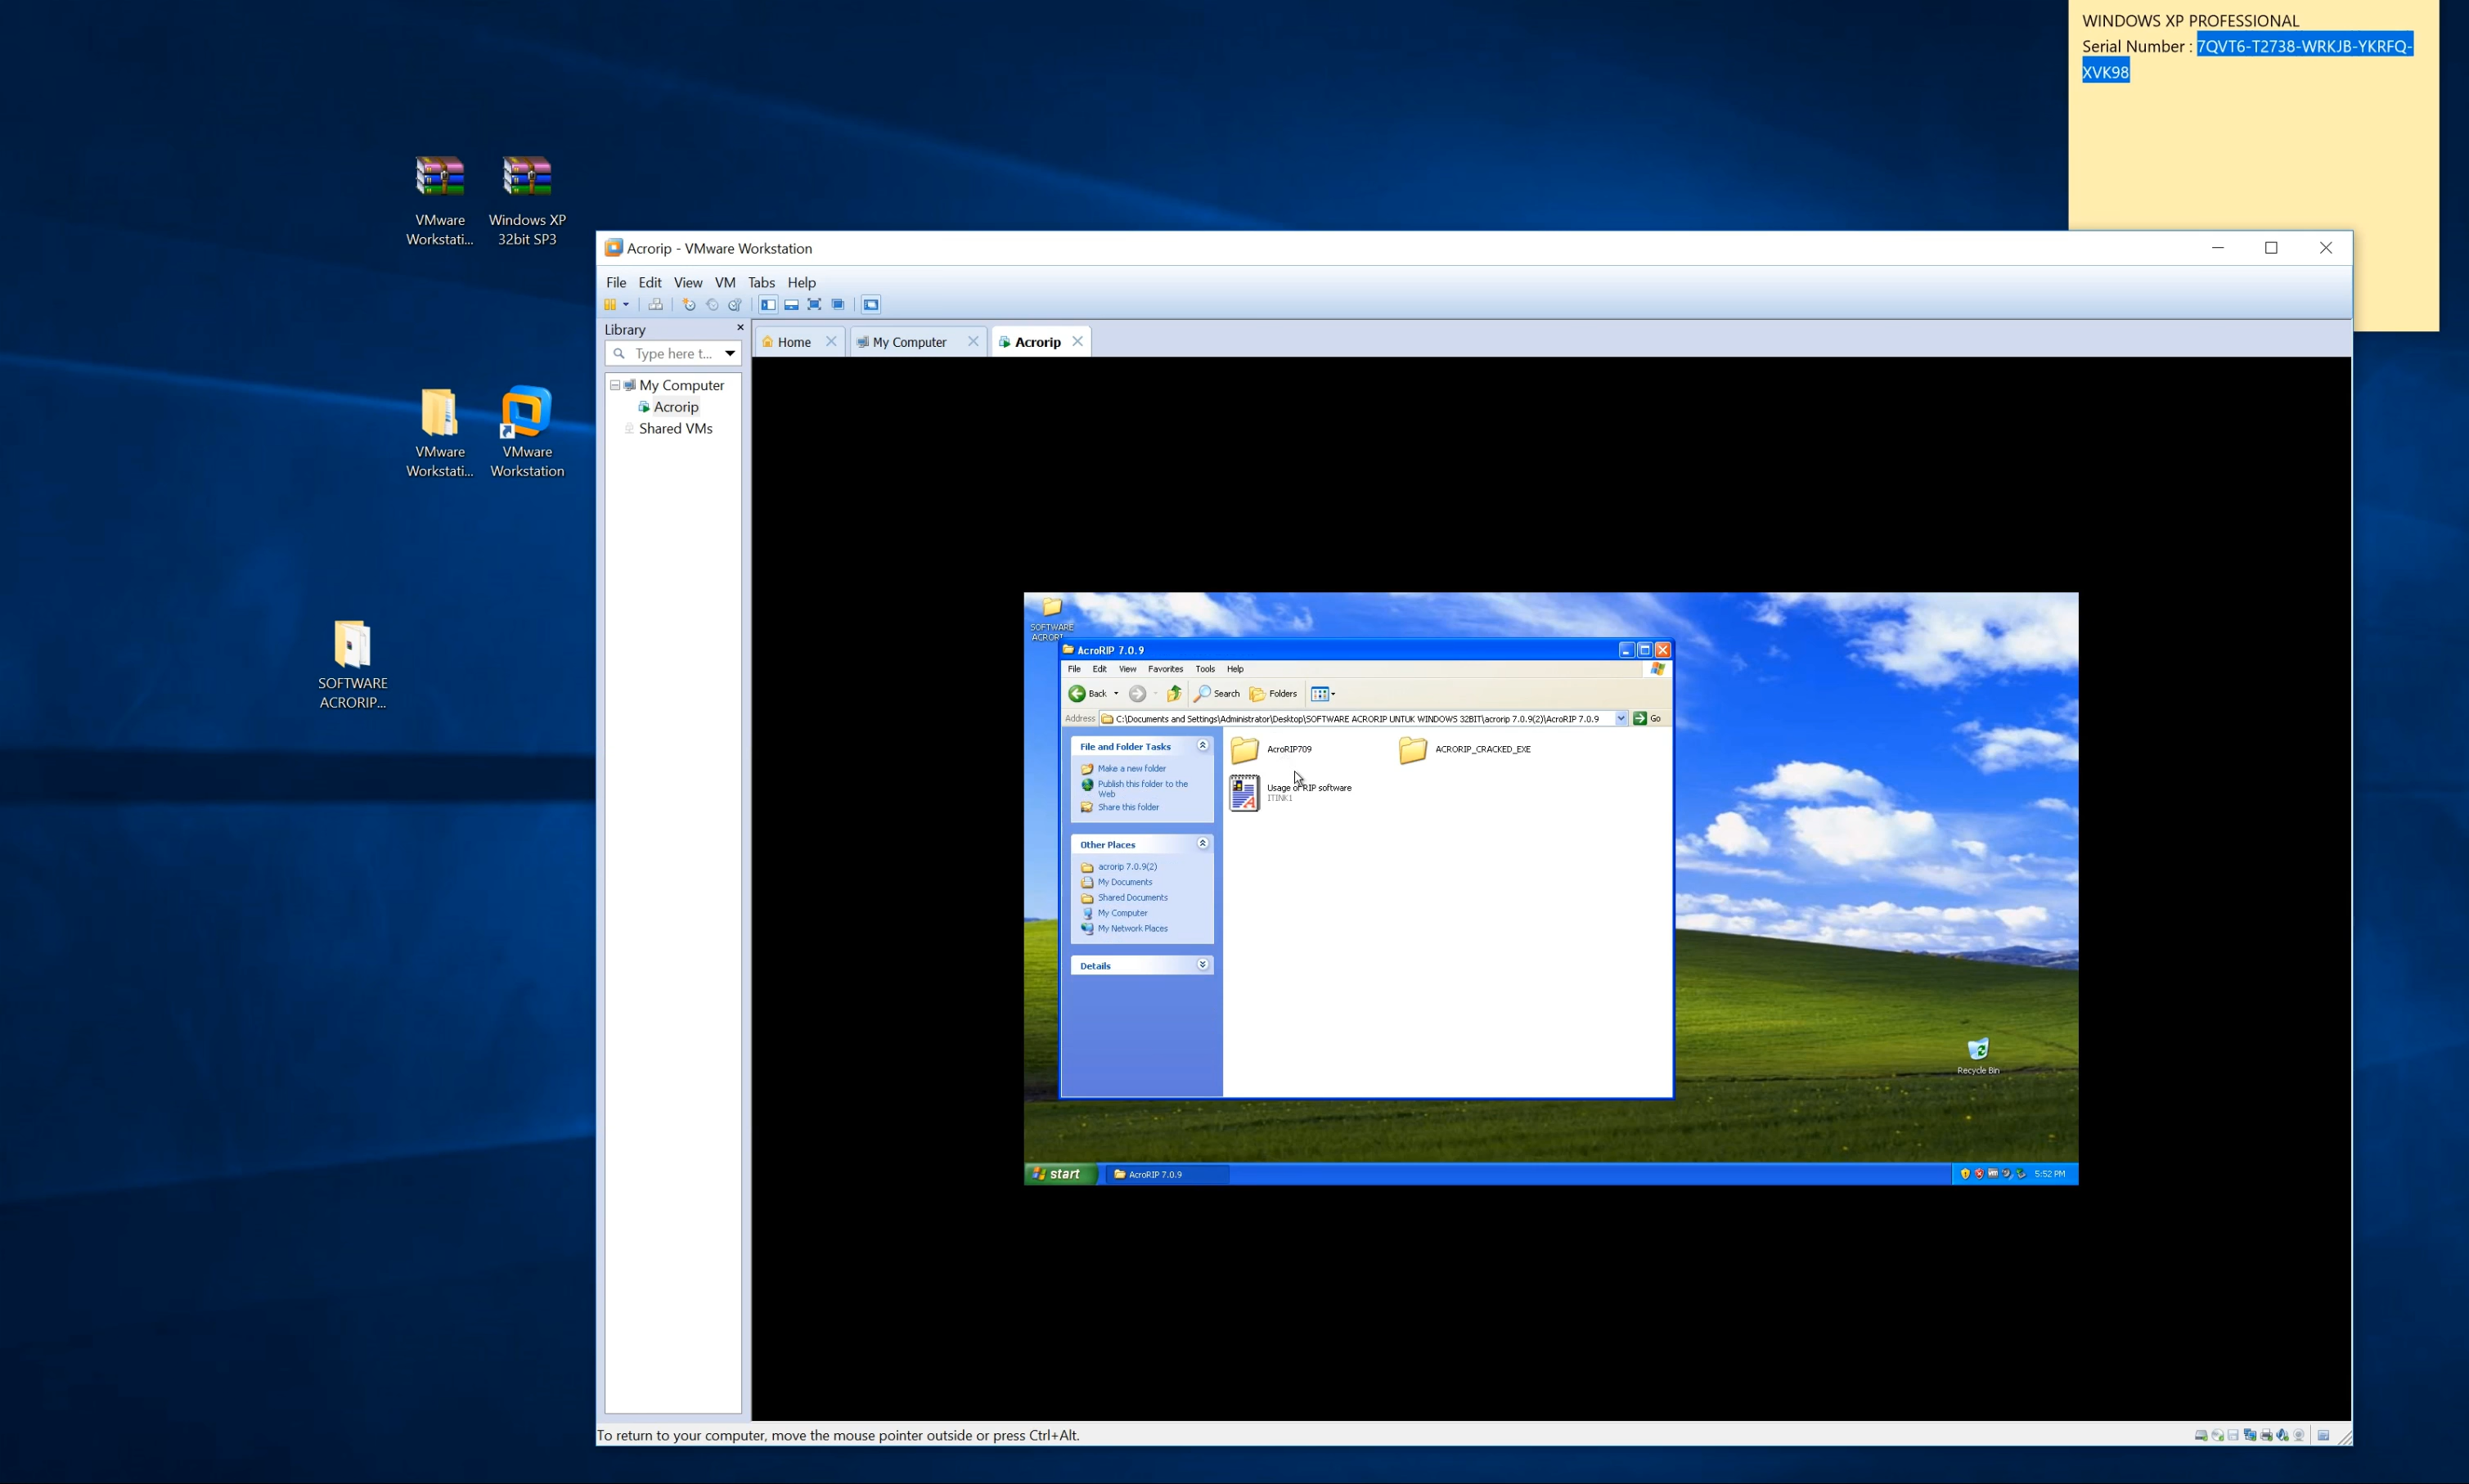 WINDOWS XP PROFESSIONAL
Serial Number : 7QVT6-T2738-WRKJB-YKRFQ-
XVK98
VMware
Workstati...
Windows XP
32bit SP3
VMware
Workstati...
VMware
Workstation
SOFTWARE
ACRORIP...
Acrorip - VMware Workstation
File Edit View VM Tabs Help
Library
Type here t...
My Computer
Acrorip
Shared VMs
Home
My Computer
Acrorip
SOFTWARE
ACRORI
AcroRIP 7.0.9
File Edit View Favorites Tools Help
Back
Search
Folders
Address
C:\Documents and Settings\Administrator\Desktop\SOFTWARE ACRORIP UNTUK WINDOWS 32BIT\acrorip 7.0.9(2)\AcroRIP 7.0.9
Go
File and Folder Tasks
Make a new folder
Publish this folder to the
Web
Share this folder
Other Places
acrorip 7.0.9(2)
My Documents
Shared Documents
My Computer
My Network Places
Details
AcroRIP709
ACRORIP_CRACKED_EXE
Usage of RIP software
ITINK1
Recycle Bin
start
AcroRIP 7.0.9
5:52 PM
To return to your computer, move the mouse pointer outside or press Ctrl+Alt.